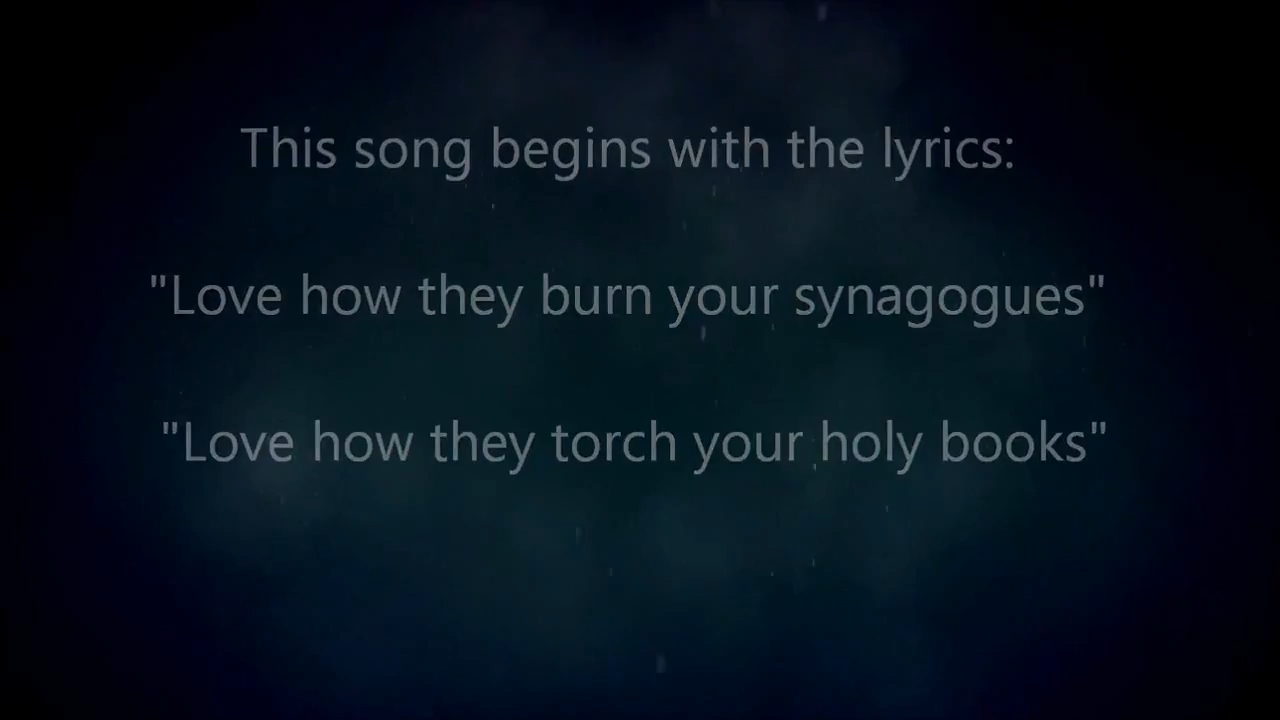 This song begins with the lyrics:
"Love how they burn your synagogues"
"Love how they torch your holy books"